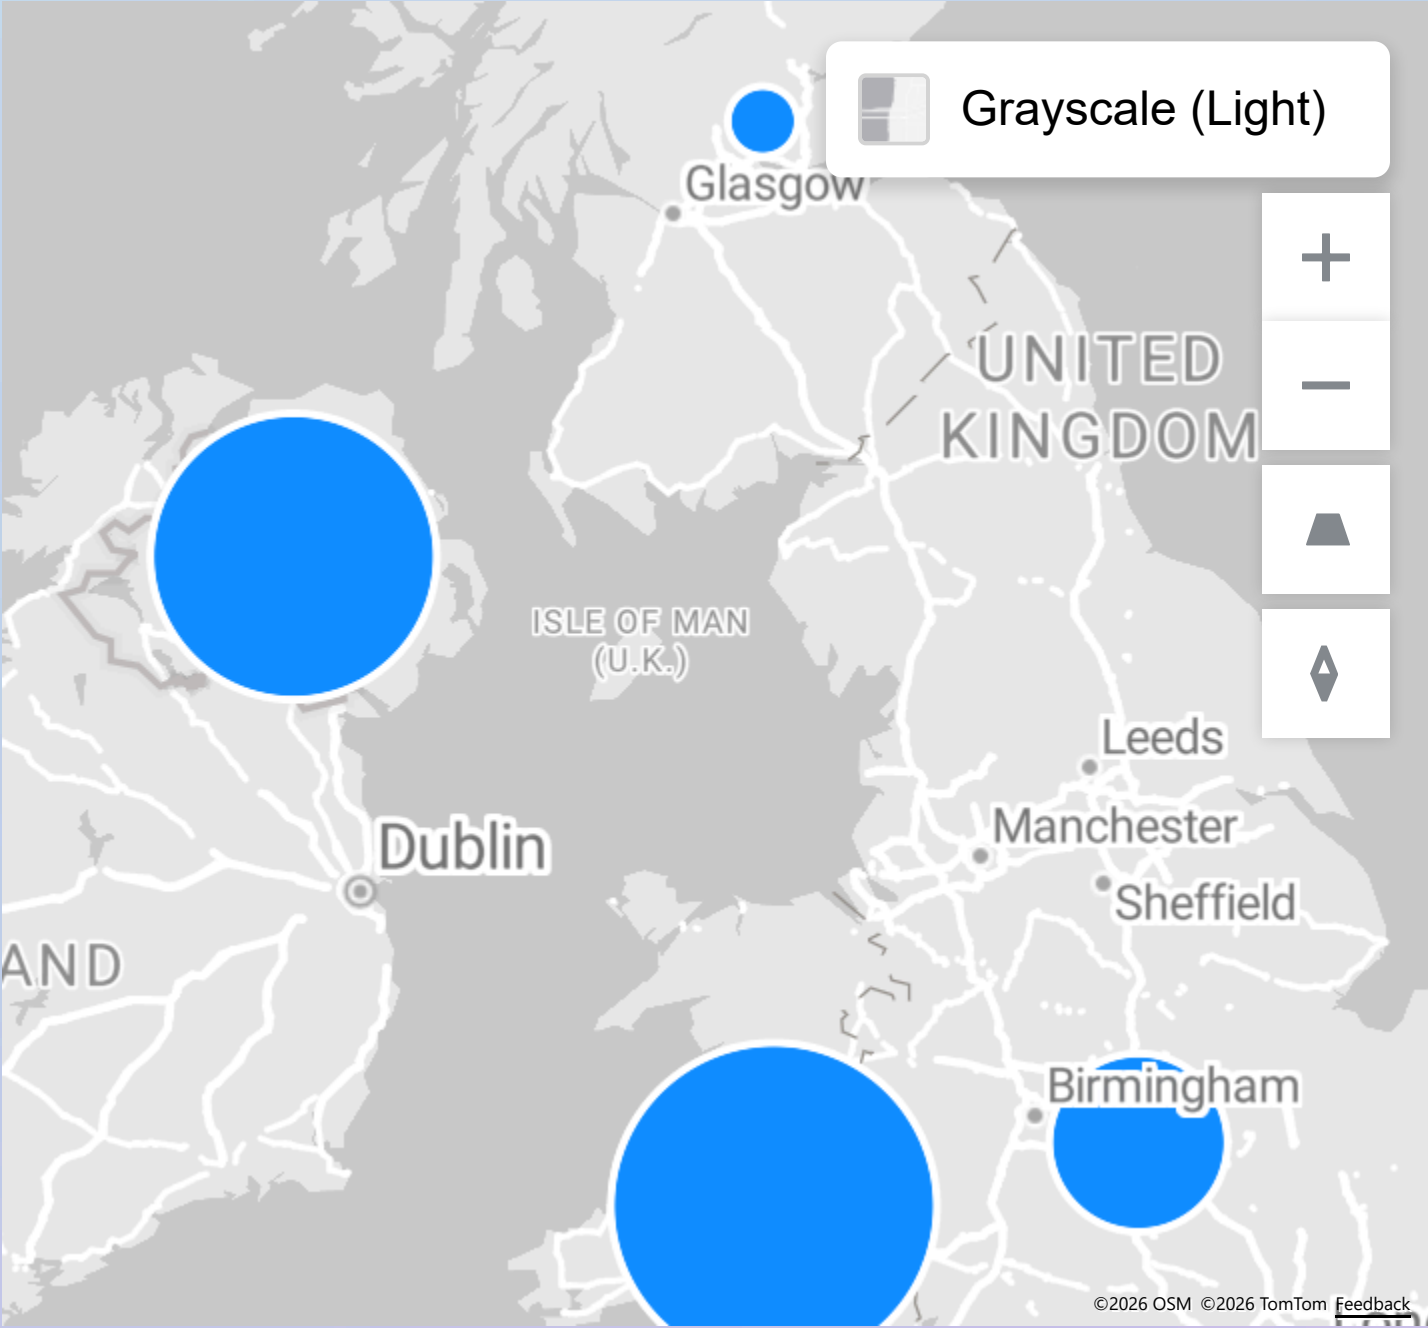 Grayscale (Light)
Glasgow
UNITED
KINGDOM
ISLE OF MAN
(U.K.)
Leeds
Manchester
Dublin
Sheffield
AND
Birmingham
©2026 OSM ©2026 TomTom Feedback